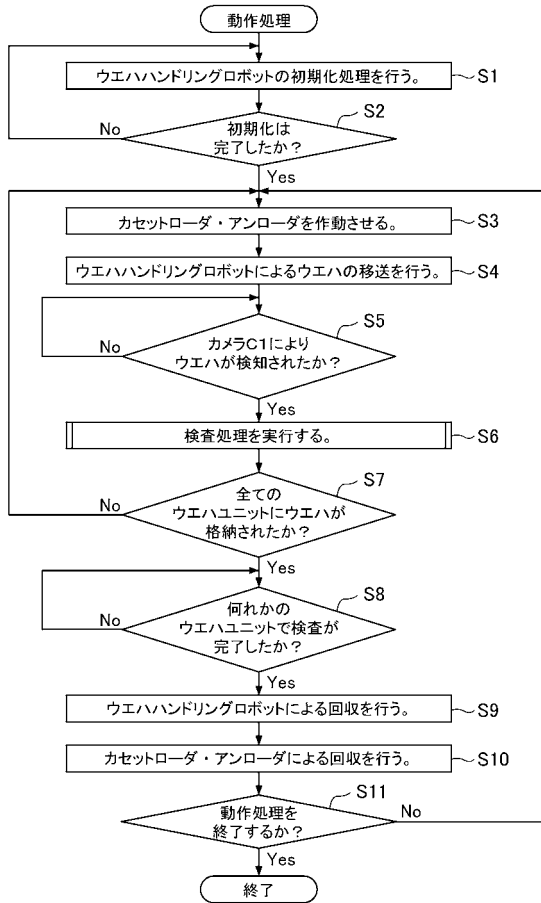 動作処理
ウエハハンドリングロボットの初期化処理を行う。
S1
S2
初期化は
完了したか？
No
Yes
カセットローダ・アンローダを作動させる。
S3
ウエハハンドリングロボットによるウエハの移送を行う。
S4
S5
カメラC1により
ウエハが検知されたか？
No
Yes
検査処理を実行する。
S6
S7
全ての
ウエハユニットにウエハが
格納されたか？
No
Yes
S8
何れかの
ウエハユニットで検査が
完了したか？
No
Yes
ウエハハンドリングロボットによる回収を行う。
S9
カセットローダ・アンローダによる回収を行う。
S10
S11
動作処理を
終了するか？
No
Yes
終了